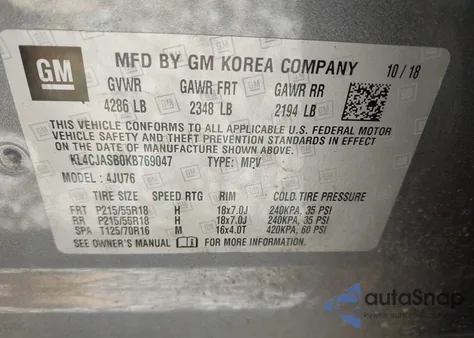 GM
MFD BY GM KOREA COMPANY 10/18
GVWR GAWR FRT GAWR RR
4286 LB 2348 LB 2194 LB
THIS VEHICLE CONFORMS TO ALL APPLICABLE U.S. FEDERAL MOTOR
VEHICLE SAFETY AND THEFT PREVENTION STANDARDS IN EFFECT ON THE
DATE OF MANUFACTURE SHOWN ABOVE.
KL4CJASB0KB769047 TYPE: MPV
MODEL: 4JU76
TIRE SIZE SPEED RTG RIM COLD TIRE PRESSURE
FRT P215/55R18 H 18x7.0J 240KPA, 35 PSI
RR P215/55R18 H 18x7.0J 240KPA, 35 PSI
SPA T125/70R16 M 16x4.0T 420KPA, 60 PSI
SEE OWNER'S MANUAL FOR MORE INFORMATION
autoSnap